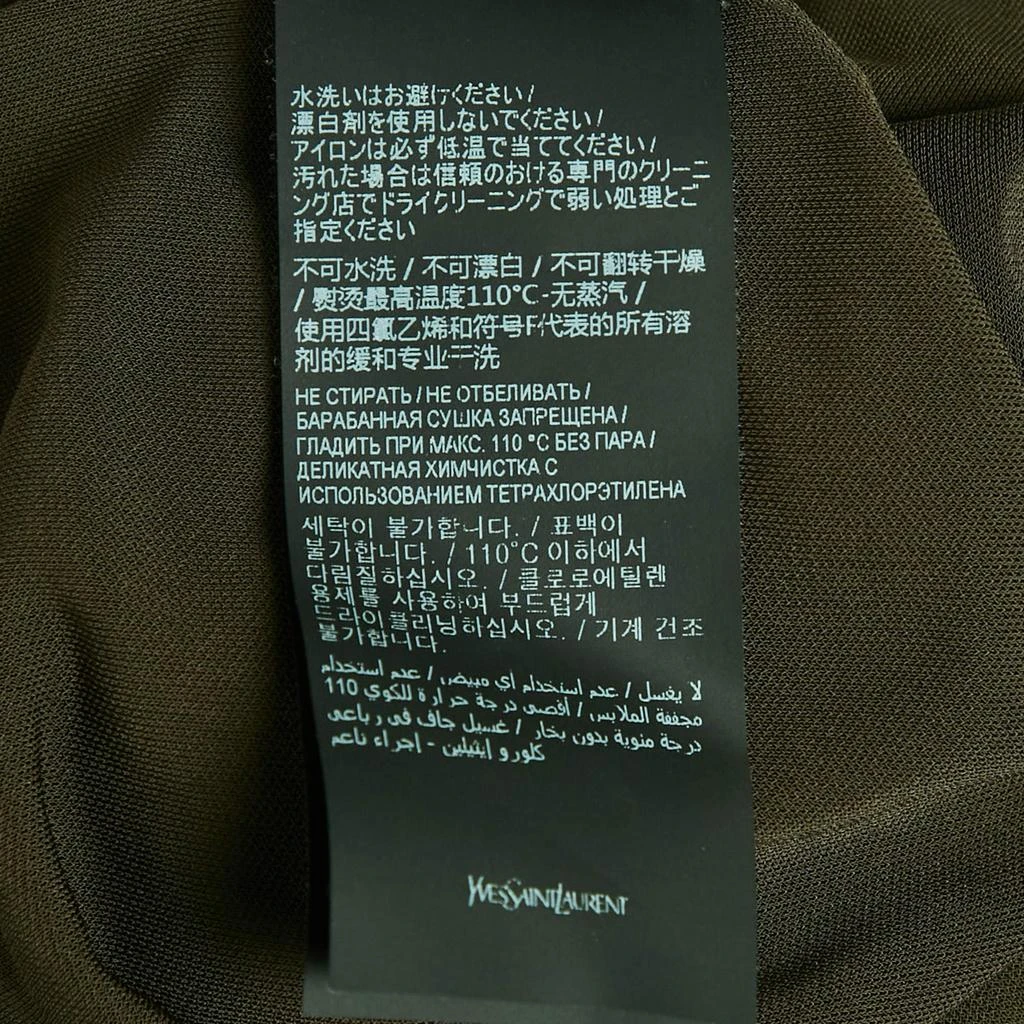 水洗いはお避けください/
漂白剤を使用しないでください/
アイロンは必ず低温で当ててください/
汚れた場合は信頼のおける専門のクリーニ
ング店でドライクリーニングで弱い処理とご
指定ください
不可水洗 / 不可漂白 / 不可翻转干燥
/ 熨烫最高温度110°C-无蒸汽 /
使用四氯乙烯和符号F代表的所有溶
剂的缓和专业干洗
НЕ СТИРАТЬ / НЕ ОТБЕЛИВАТЬ /
БАРАБАННАЯ СУШКА ЗАПРЕЩЕНА /
ГЛАДИТЬ ПРИ МАКС. 110 °C БЕЗ ПАРА /
ДЕЛИКАТНАЯ ХИМЧИСТКА С
ИСПОЛЬЗОВАНИЕМ ТЕТРАХЛОРЭТИЛЕНА
세탁이 불가합니다. / 표백이
불가합니다. / 110°C 이하에서
다림질하십시오. / 클로로에틸렌
용제를 사용하여 부드럽게
드라이클리닝하십시오. / 기계 건조
불가합니다.
لا يغسل / عدم استخدام أي مبيض / عدم استخدام
مجففة الملابس / أقصى درجة حرارة للكوي 110
درجة منوية بدون بخار / غسيل جاف في رباعي
كلورو إيثيلين - اجراء ناعم
YVESSAINTLAURENT